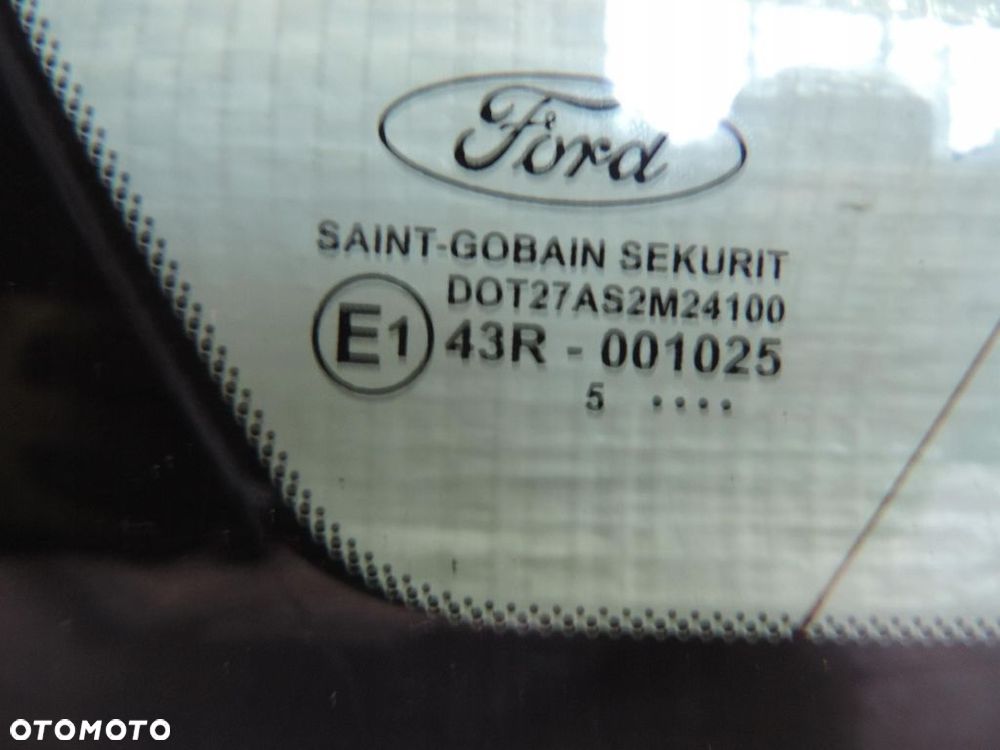 Ford
SAINT-GOBAIN SEKURIT
DOT27AS2M24100
E1 43R - 001025
5 ....
OTOMOTO